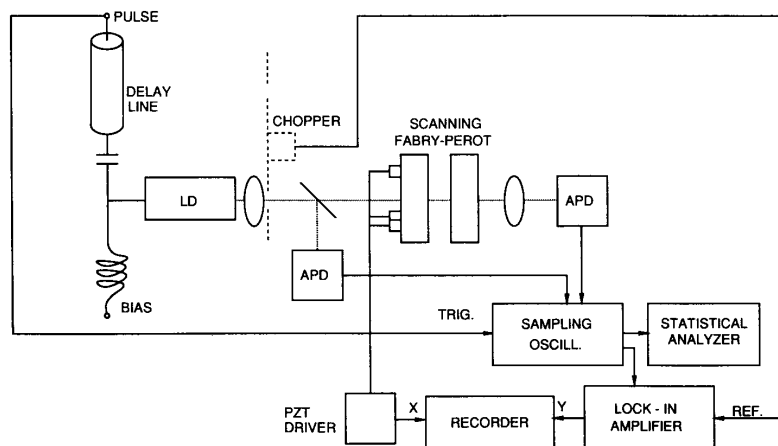 PULSE
DELAY
LINE
CHOPPER
SCANNING
FABRY-PEROT
LD
APD
APD
BIAS
TRIG.
SAMPLING
OSCILL.
STATISTICAL
ANALYZER
PZT
DRIVER
X
RECORDER
Y
LOCK - IN
AMPLIFIER
REF.